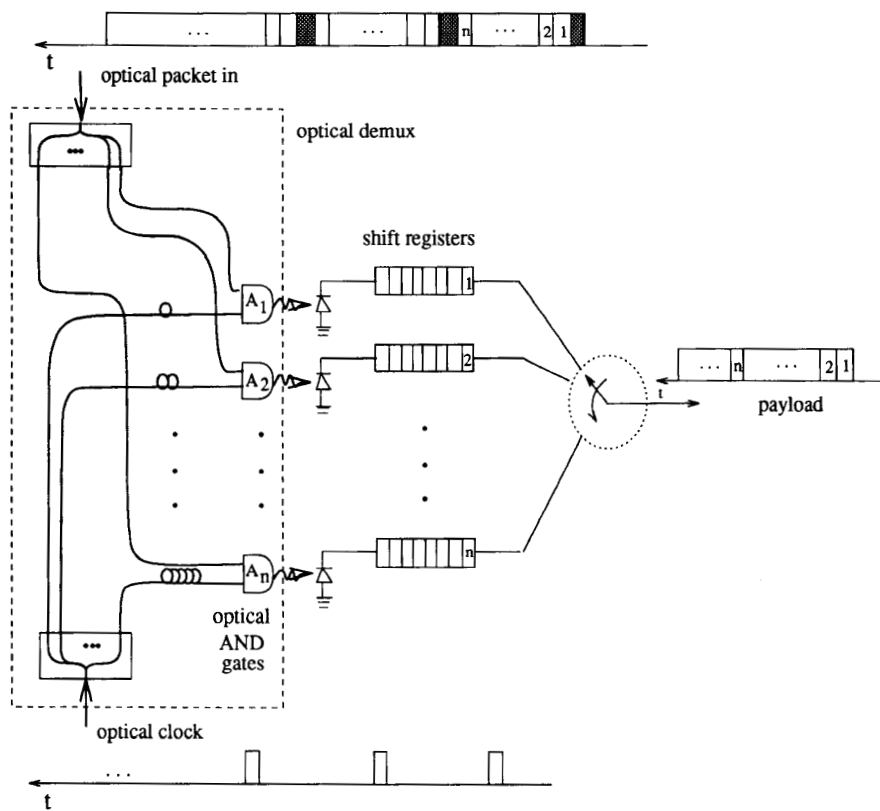 ... ... ... n ... 2 1
t
optical packet in
optical demux
...
shift registers
A1 1
A2 2
... n ... 2 1
t
payload
An n
optical
AND
gates
...
optical clock
...
t